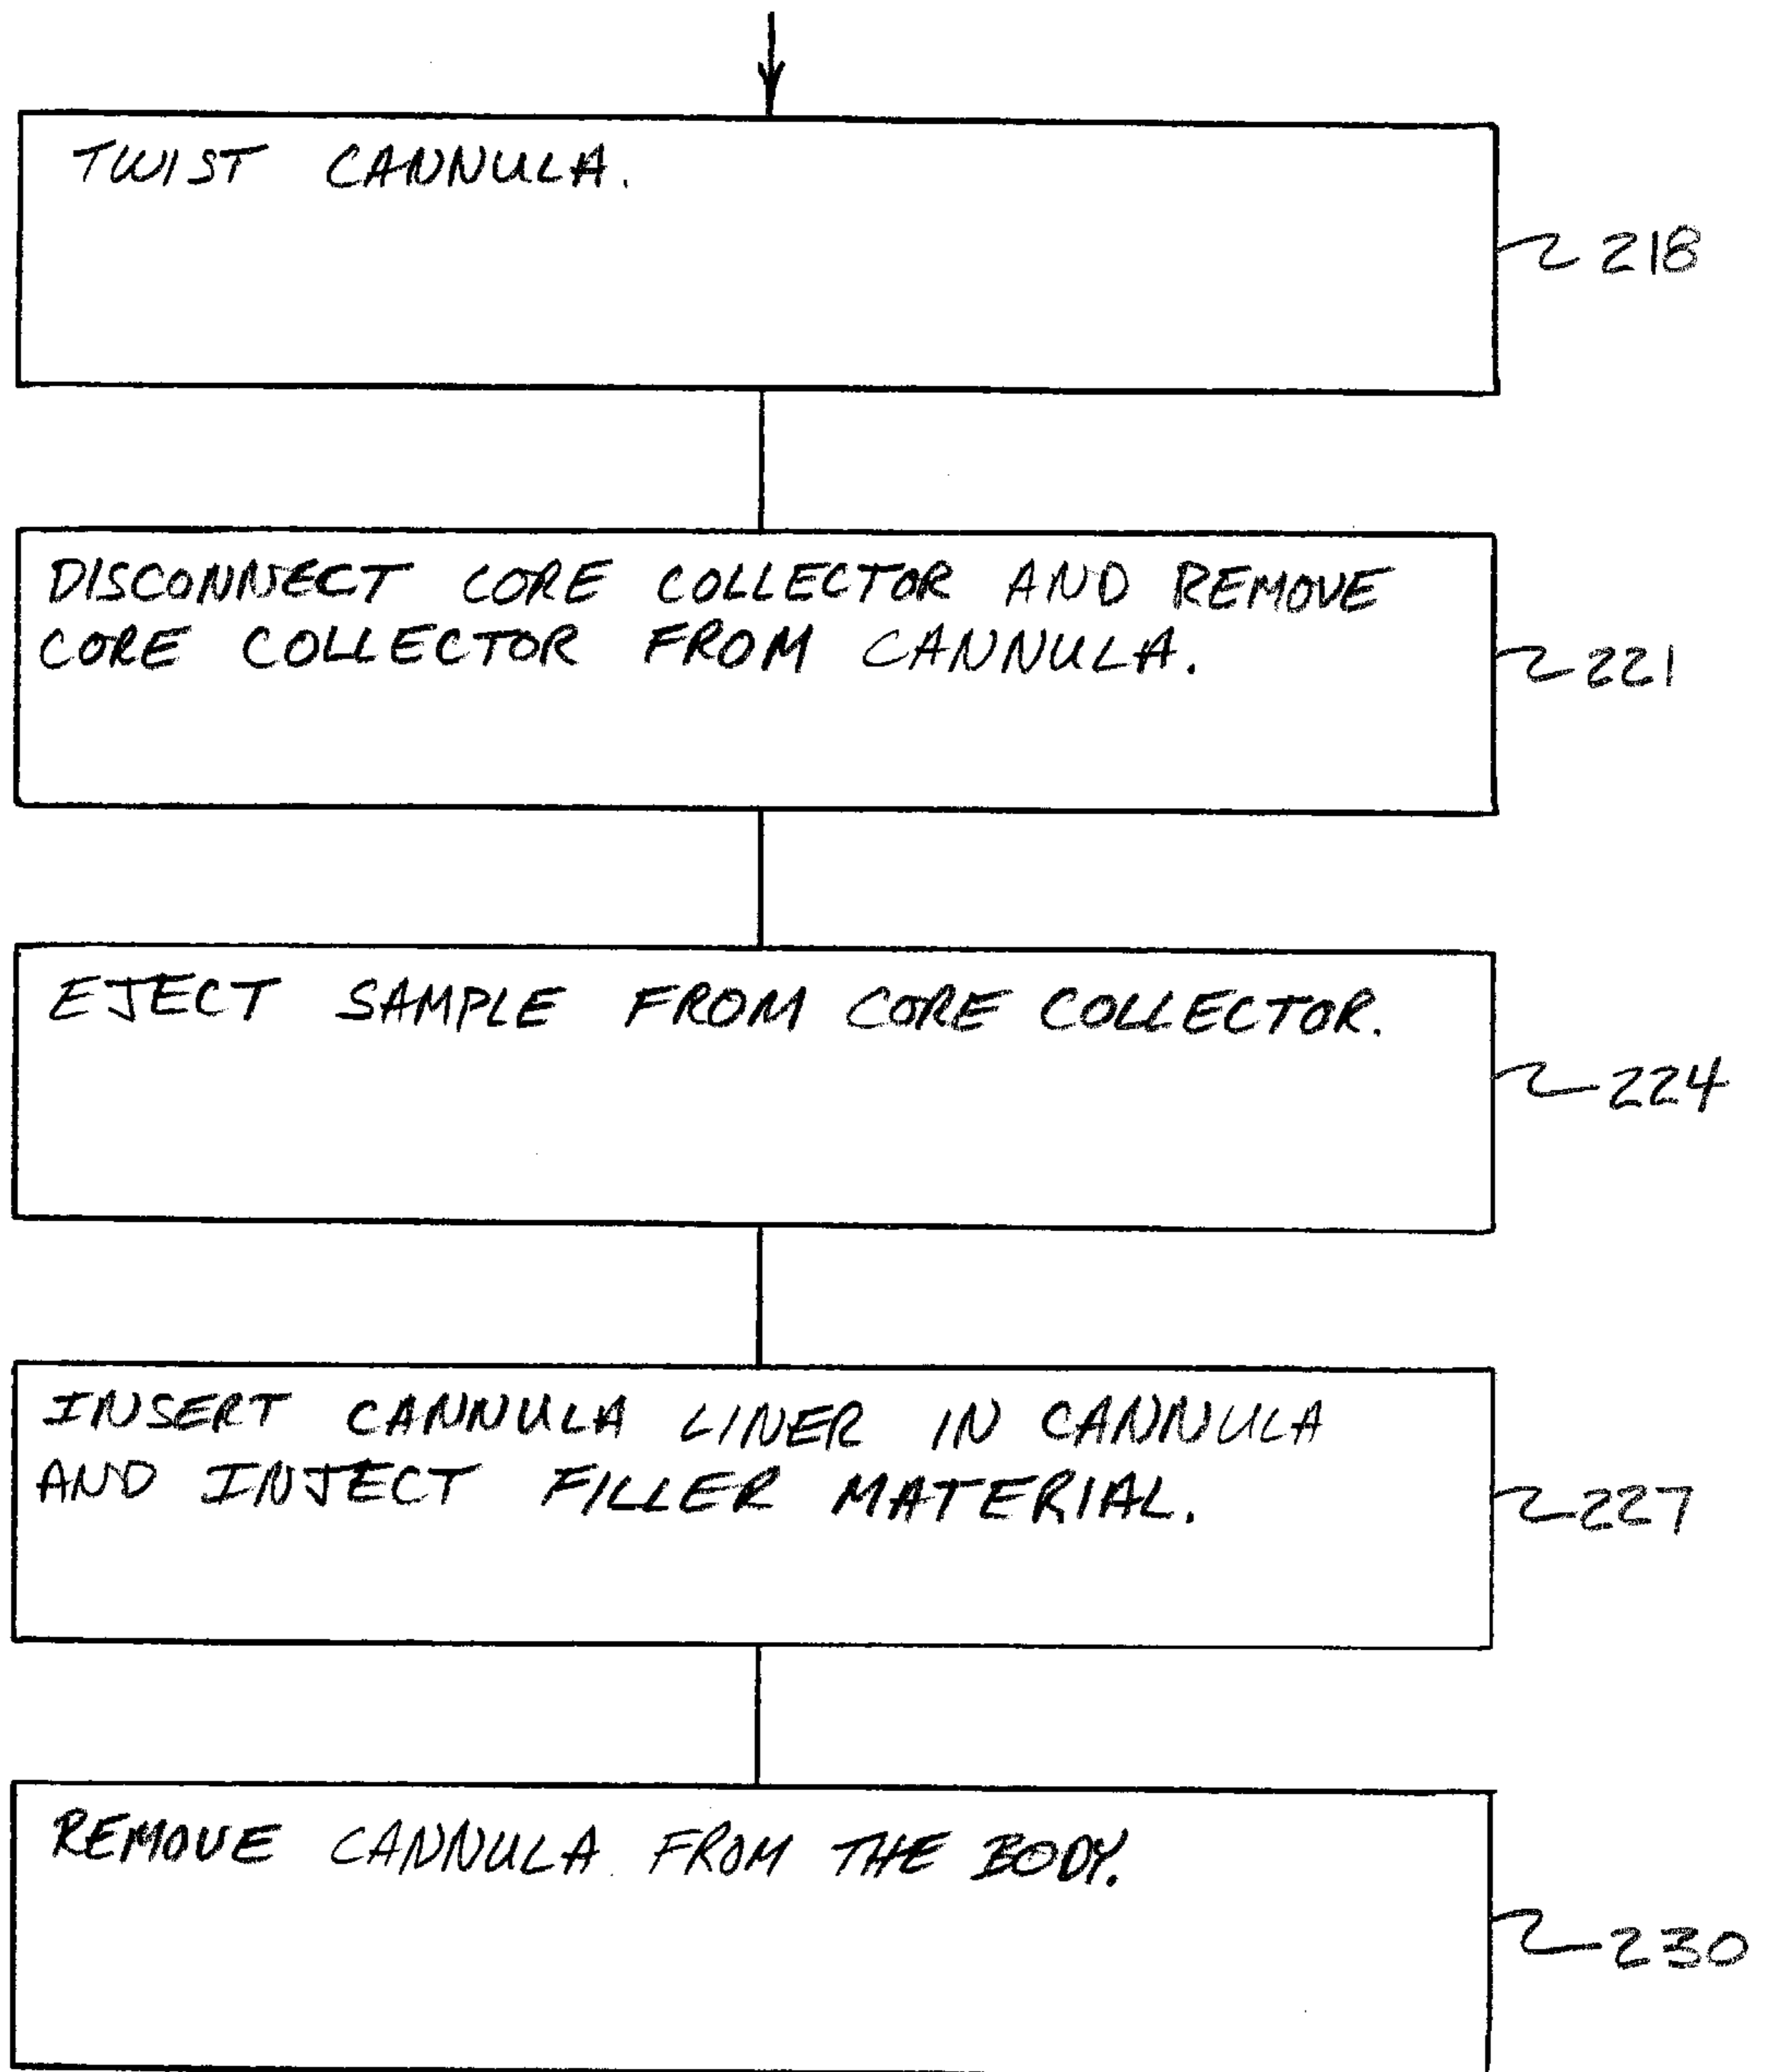 TWIST CANNULA.
218
DISCONNECT CORE COLLECTOR AND REMOVE
CORE COLLECTOR FROM CANNULA.
221
EJECT SAMPLE FROM CORE COLLECTOR.
224
INSERT CANNULA LINER IN CANNULA
AND INJECT FILLER MATERIAL.
227
REMOVE CANNULA FROM THE BODY.
230